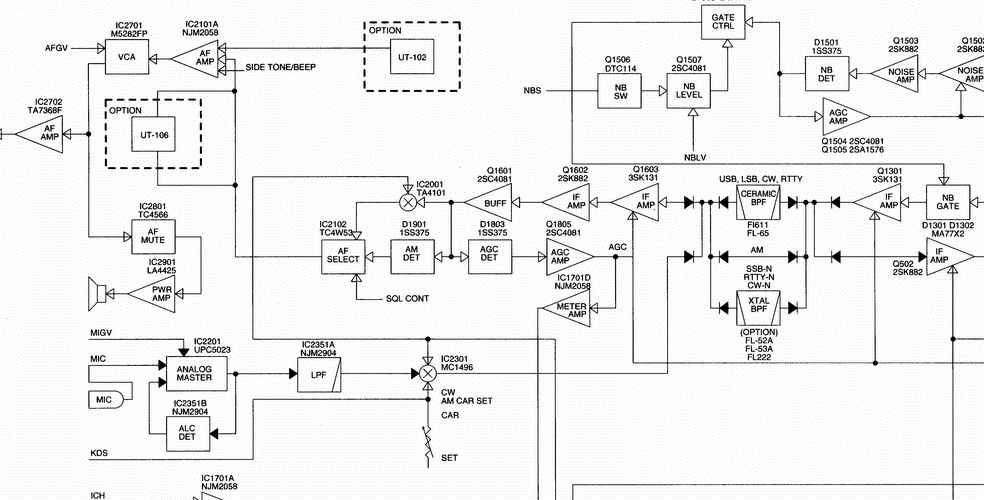 IC2701
M5282FP
AFGV
VCA
IC2101A
NJM2058
AF
AMP
SIDE TONE/BEEP
OPTION
UT-102
IC2702
TA7368F
AF
AMP
OPTION
UT-106
GATE
CTRL
Q1506
DTC114
NBS
NB
SW
Q1507
2SC4081
NB
LEVEL
NBLV
D1501
1SS375
NB
DET
Q1503
2SK882
NOISE
AMP
NOISE
AMP
AGC
AMP
Q1504 2SC4081
Q1505 2SA1576
IC2801
TC4566
AF
MUTE
IC2901
LA4425
PWR
AMP
IC2102
TC4W53
AF
SELECT
SQL CONT
IC2001
TA4101
D1901
1SS375
AM
DET
Q1601
2SC4081
BUFF
D1803
1SS375
AGC
DET
Q1602
2SK882
IF
AMP
Q1805
2SC4081
AGC
AMP
AGC
IC1701D
NJM2058
METER
AMP
Q1603
3SK131
IF
AMP
USB, LSB, CW, RTTY
CERAMIC
BPF
FI611
FL-65
AM
SSB-N
RTTY-N
CW-N
XTAL
BPF
(OPTION)
FL-52A
FL-53A
FL222
Q1301
3SK131
IF
AMP
NB
GATE
D1301 D1302
MA77X2
Q502
2SK882
IF
AMP
MIGV
MIC
MIC
IC2201
UPC5023
ANALOG
MASTER
IC2351B
NJM2904
ALC
DET
KDS
IC2351A
NJM2904
LPF
IC2301
MC1496
CW
AM CAR SET
CAR
SET
IC1701A
NJM2058
ICH